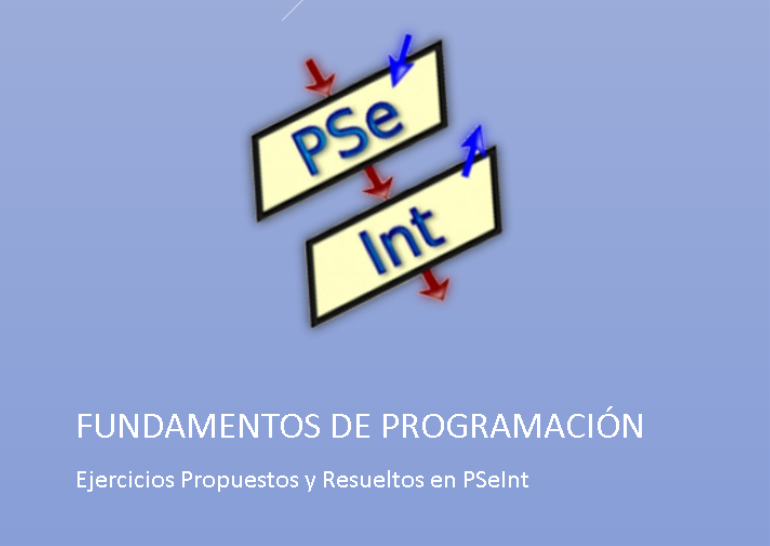 PSe
Int
FUNDAMENTOS DE PROGRAMACIÓN
Ejercicios Propuestos y Resueltos en PSeInt